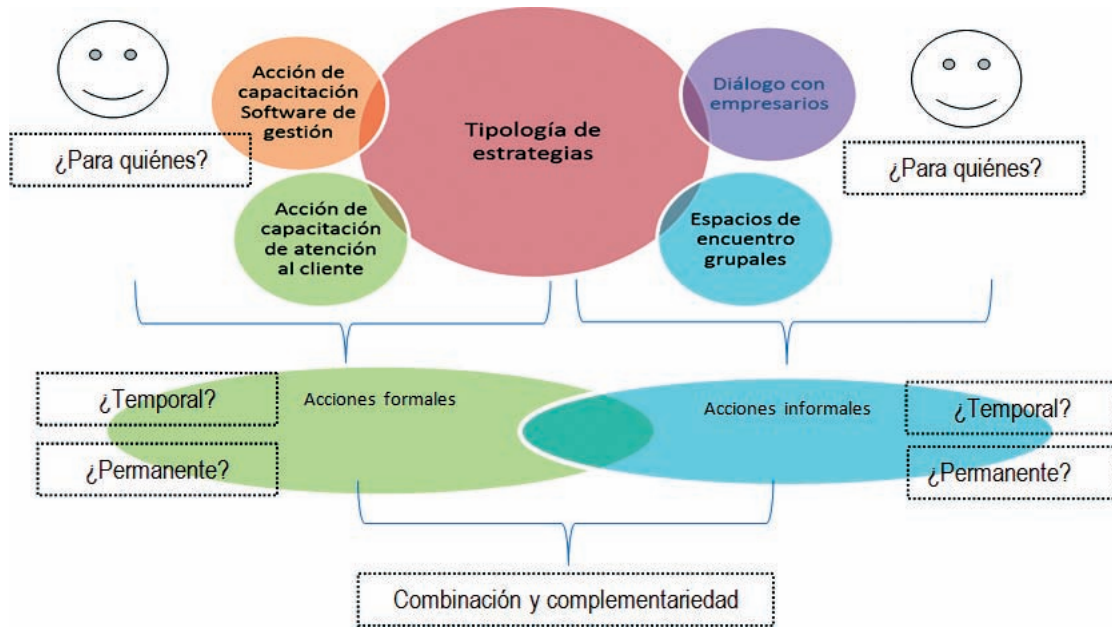 ¿Para quiénes?
Acción de
capacitación
Software de
gestión
Acción de
capacitación
de atención
al cliente
Tipología de
estrategias
Diálogo con
empresarios
Espacios de
encuentro
grupales
¿Para quiénes?
¿Temporal?
¿Permanente?
Acciones formales
Acciones informales
¿Temporal?
¿Permanente?
Combinación y complementariedad